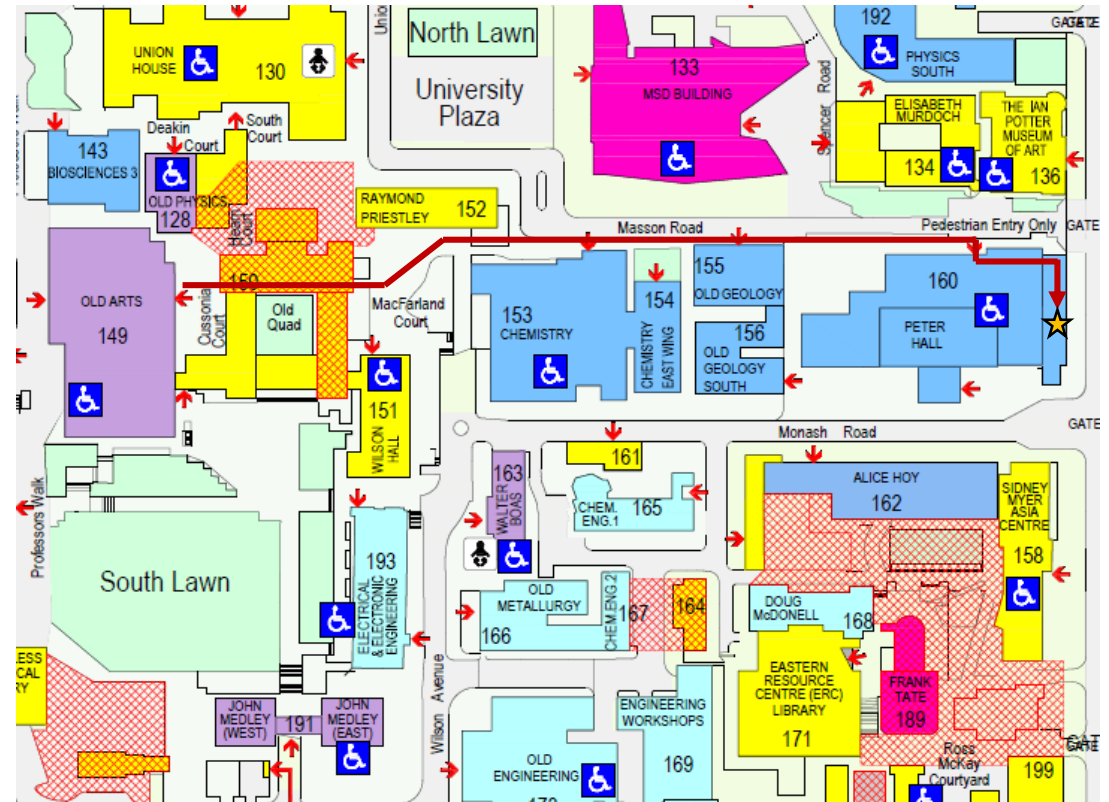 UNION
HOUSE
130
Union
North Lawn
University
Plaza
133
MSD BUILDING
192
PHYSICS
SOUTH
Spencer Road
ELISABETH
MURDOCH
134
THE IAN
POTTER
MUSEUM
OF ART
136
Deakin
Court
South
Court
143
BIOSCIENCES 3
OLD PHYSICS
128
Court
RAYMOND
PRIESTLEY
152
Masson Road
Pedestrian Entry Only
GATE
OLD ARTS
149
150
Cussonia
Court
Old
Quad
MacFarland
Court
153
CHEMISTRY
154
CHEMISTRY
EAST WING
155
OLD GEOLOGY
156
OLD
GEOLOGY
SOUTH
160
PETER
HALL
151
WILSON
HALL
Monash Road
GATE
161
163
WALTER
BOAS
CHEM.
ENG.1
165
ALICE HOY
162
SIDNEY
MYER
ASIA
CENTRE
158
Professors Walk
South Lawn
193
ELECTRICAL
& ELECTRONIC
ENGINEERING
OLD
METALLURGY
166
CHEM.ENG.2
167
164
DOUG
McDONELL
168
EASTERN
RESOURCE
CENTRE (ERC)
LIBRARY
171
FRANK
TATE
189
JOHN
MEDLEY
(WEST)
191
JOHN
MEDLEY
(EAST)
Wilson Avenue
OLD
ENGINEERING
ENGINEERING
WORKSHOPS
169
Ross
McKay
Courtyard
199